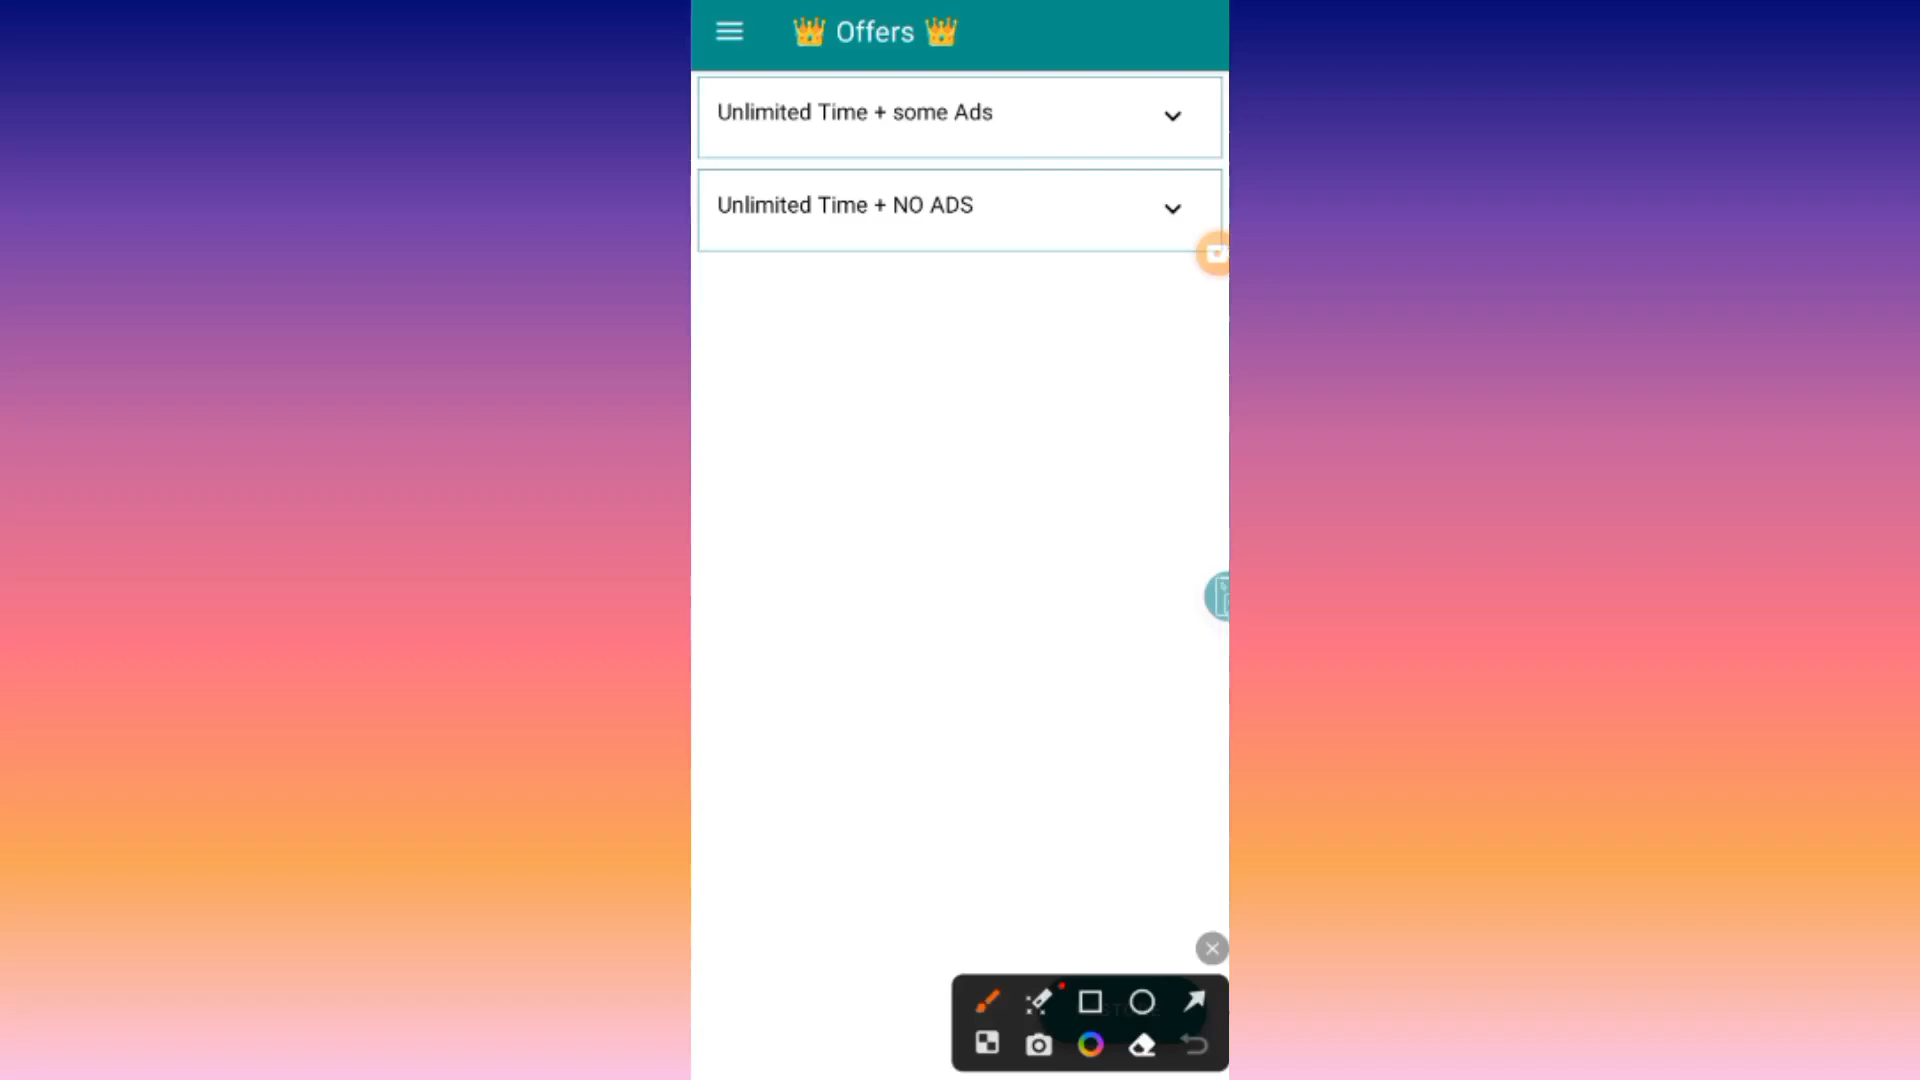 👑 Offers 👑
Unlimited Time + some Ads
Unlimited Time + NO ADS